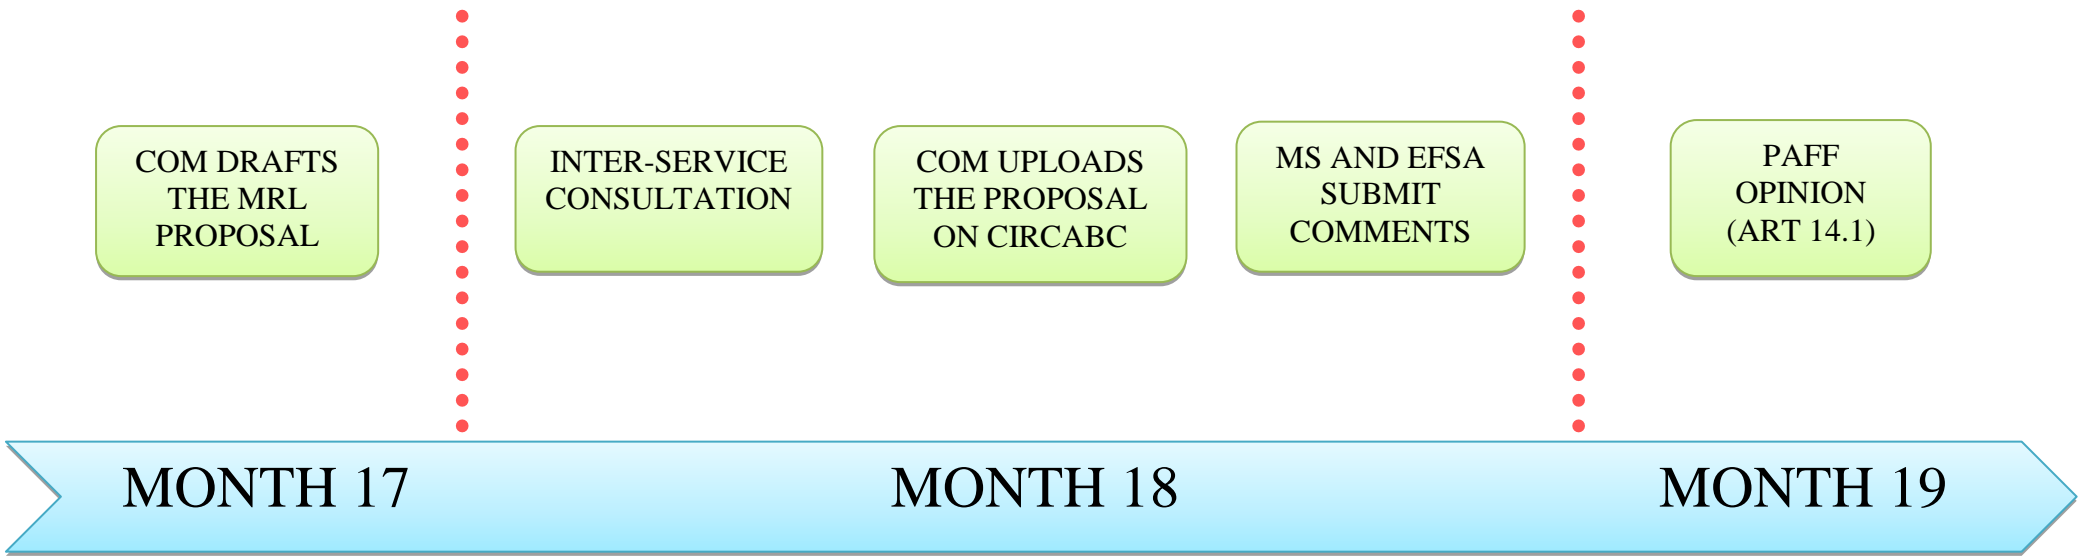 COM DRAFTS
THE MRL
PROPOSAL
INTER-SERVICE
CONSULTATION
COM UPLOADS
THE PROPOSAL
ON CIRCABC
MS AND EFSA
SUBMIT
COMMENTS
PAFF
OPINION
(ART 14.1)
MONTH 17
MONTH 18
MONTH 19